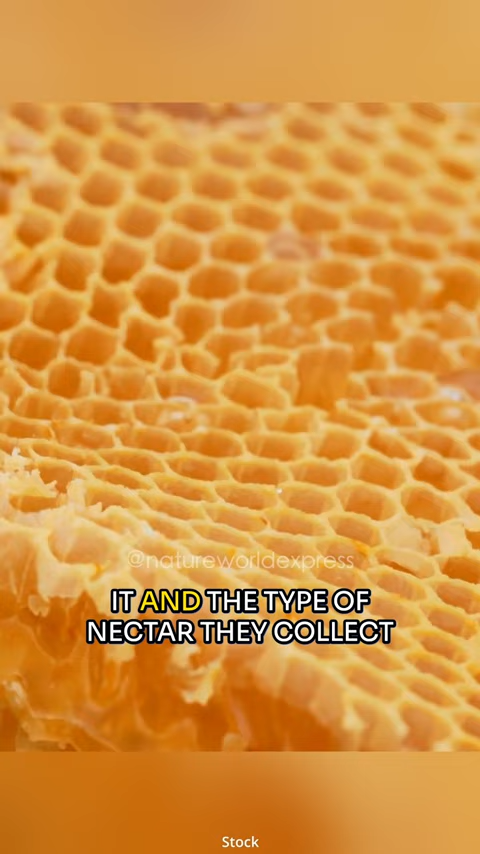 @natureworldexpress
IT AND THE TYPE OF
NECTAR THEY COLLECT
Stock